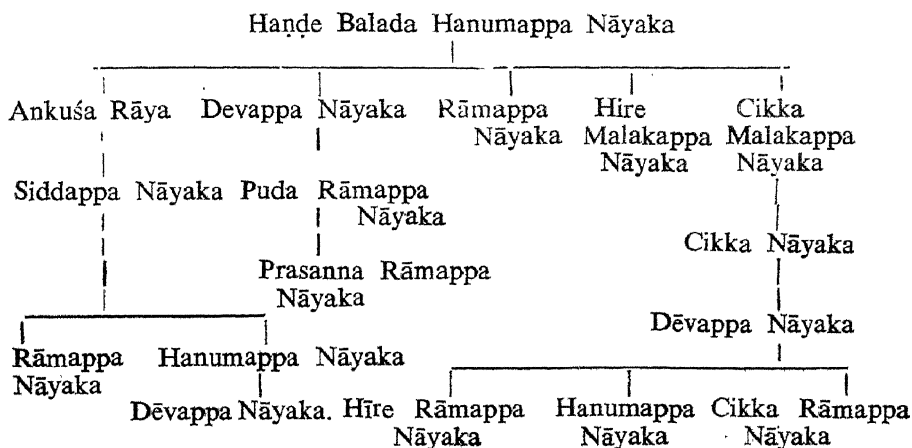 Haṇḍe Balada Hanumappa Nāyaka
Ankuśa Rāya Devappa Nāyaka Rāmappa Hire Cikka
Nāyaka Malakappa Malakappa
Nāyaka Nāyaka
Siddappa Nāyaka Puda Rāmappa
Nāyaka
Cikka Nāyaka
Prasanna Rāmappa
Nāyaka
Dēvappa Nāyaka
Rāmappa Hanumappa Nāyaka
Nāyaka
Dēvappa Nāyaka. Hīre Rāmappa Hanumappa Cikka Rāmappa
Nāyaka Nāyaka Nāyaka